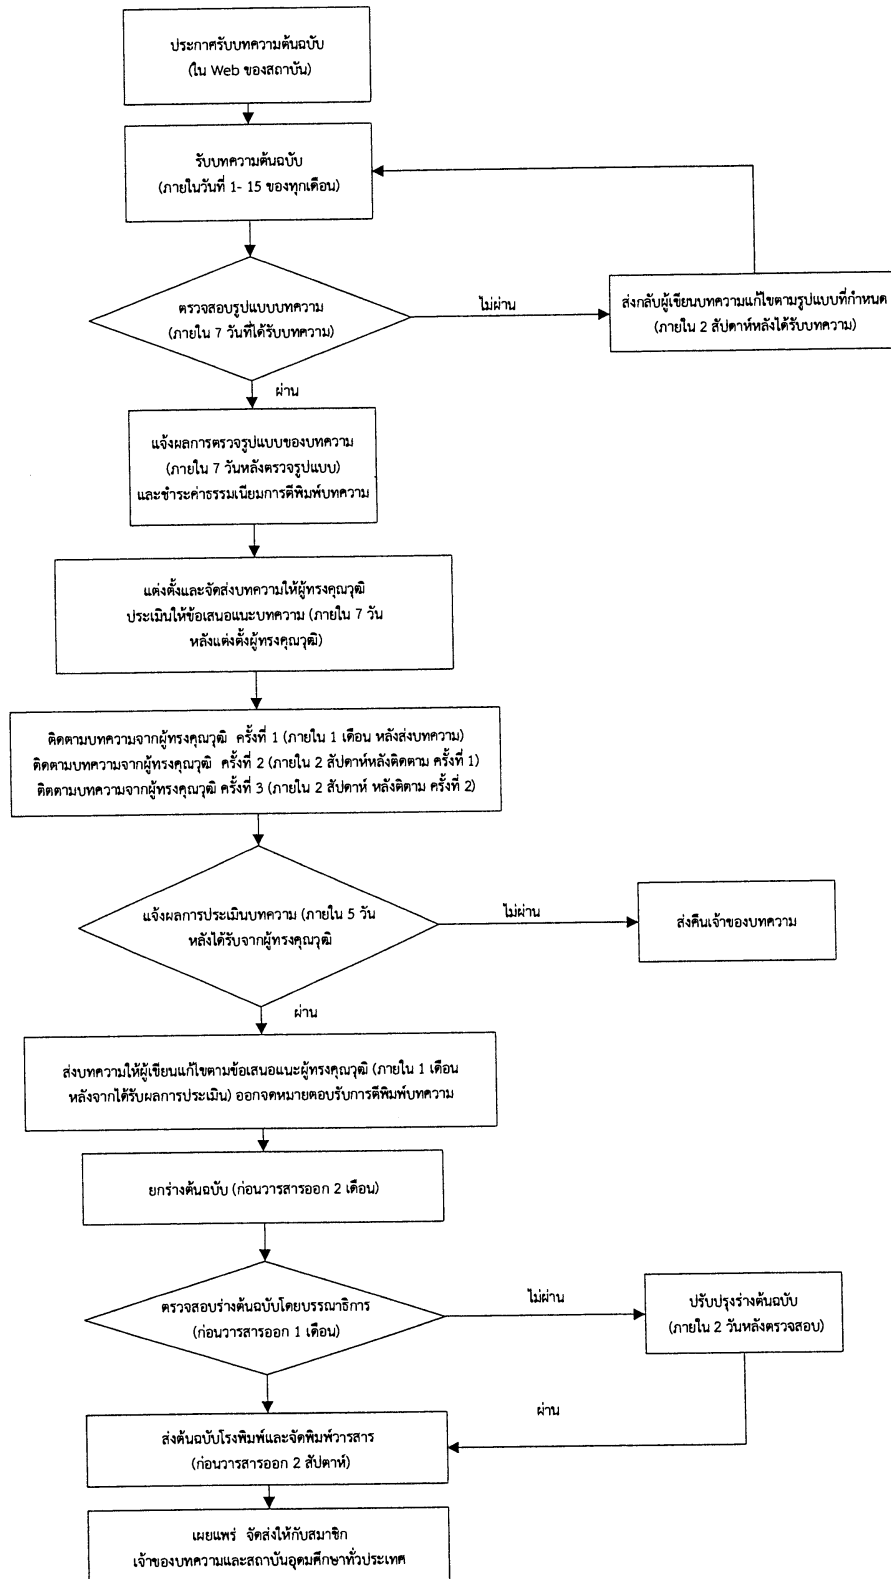 ประกาศรับบทความต้นฉบับ
(ใน Web ของสถาบัน)
รับบทความต้นฉบับ
(ภายในวันที่ 1- 15 ของทุกเดือน)
ตรวจสอบรูปแบบบทความ
(ภายใน 7 วันที่ได้รับบทความ)
ไม่ผ่าน
ส่งกลับผู้เขียนบทความแก้ไขตามรูปแบบที่กำหนด
(ภายใน 2 สัปดาห์หลังได้รับบทความ)
ผ่าน
แจ้งผลการตรวจรูปแบบของบทความ
(ภายใน 7 วันหลังตรวจรูปแบบ)
และชำระค่าธรรมเนียมการตีพิมพ์บทความ
แต่งตั้งและจัดส่งบทความให้ผู้ทรงคุณวุฒิ
ประเมินให้ข้อเสนอแนะบทความ (ภายใน 7 วัน
หลังแต่งตั้งผู้ทรงคุณวุฒิ)
ติดตามบทความจากผู้ทรงคุณวุฒิ ครั้งที่ 1 (ภายใน 1 เดือน หลังส่งบทความ)
ติดตามบทความจากผู้ทรงคุณวุฒิ ครั้งที่ 2 (ภายใน 2 สัปดาห์หลังติดตาม ครั้งที่ 1)
ติดตามบทความจากผู้ทรงคุณวุฒิ ครั้งที่ 3 (ภายใน 2 สัปดาห์ หลังติตาม ครั้งที่ 2)
แจ้งผลการประเมินบทความ (ภายใน 5 วัน
หลังได้รับจากผู้ทรงคุณวุฒิ
ไม่ผ่าน
ส่งคืนเจ้าของบทความ
ผ่าน
ส่งบทความให้ผู้เขียนแก้ไขตามข้อเสนอแนะผู้ทรงคุณวุฒิ (ภายใน 1 เดือน
หลังจากได้รับผลการประเมิน) ออกจดหมายตอบรับการตีพิมพ์บทความ
ยกร่างต้นฉบับ (ก่อนวารสารออก 2 เดือน)
ตรวจสอบร่างต้นฉบับโดยบรรณาธิการ
(ก่อนวารสารออก 1 เดือน)
ไม่ผ่าน
ปรับปรุงร่างต้นฉบับ
(ภายใน 2 วันหลังตรวจสอบ)
ผ่าน
ส่งต้นฉบับโรงพิมพ์และจัดพิมพ์วารสาร
(ก่อนวารสารออก 2 สัปดาห์)
เผยแพร่ จัดส่งให้กับสมาชิก
เจ้าของบทความและสถาบันอุดมศึกษาทั่วประเทศ